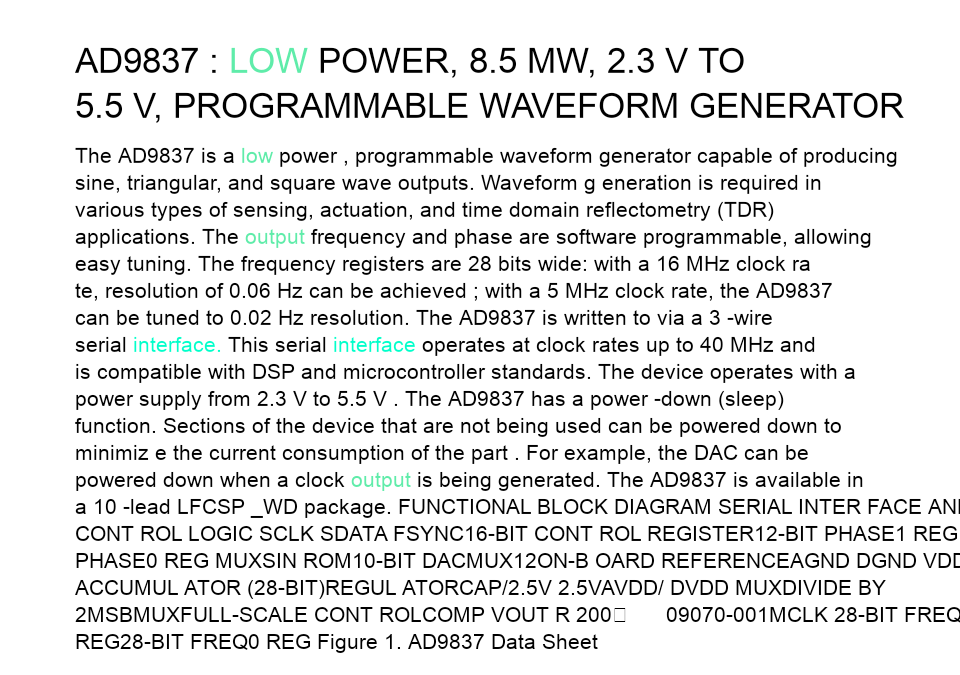 AD9837 : LOW POWER, 8.5 MW, 2.3 V TO
5.5 V, PROGRAMMABLE WAVEFORM GENERATOR
The AD9837 is a low power , programmable waveform generator capable of producing
sine, triangular, and square wave outputs. Waveform g eneration is required in
various types of sensing, actuation, and time domain reflectometry (TDR)
applications. The output frequency and phase are software programmable, allowing
easy tuning. The frequency registers are 28 bits wide: with a 16 MHz clock ra
te, resolution of 0.06 Hz can be achieved ; with a 5 MHz clock rate, the AD9837
can be tuned to 0.02 Hz resolution. The AD9837 is written to via a 3 -wire
serial interface. This serial interface operates at clock rates up to 40 MHz and
is compatible with DSP and microcontroller standards. The device operates with a
power supply from 2.3 V to 5.5 V . The AD9837 has a power -down (sleep)
function. Sections of the device that are not being used can be powered down to
minimiz e the current consumption of the part . For example, the DAC can be
powered down when a clock output is being generated. The AD9837 is available in
a 10 -lead LFCSP _WD package. FUNCTIONAL BLOCK DIAGRAM SERIAL INTER FACE AN
CONT ROL LOGIC SCLK SDATA FSYNC16-BIT CONT ROL REGISTER12-BIT PHASE1 REG
PHASE0 REG MUXSIN ROM10-BIT DACMUX12ON-B OARD REFERENCEAGND DGND VDD
ACCUMUL ATOR (28-BIT)REGUL ATORCAP/2.5V 2.5VAVDD/ DVDD MUXDIVIDE BY
2MSBMUXFULL-SCALE CONT ROLCOMP VOUT R 200□ 09070-001MCLK 28-BIT FREQ
REG28-BIT FREQ0 REG Figure 1. AD9837 Data Sheet